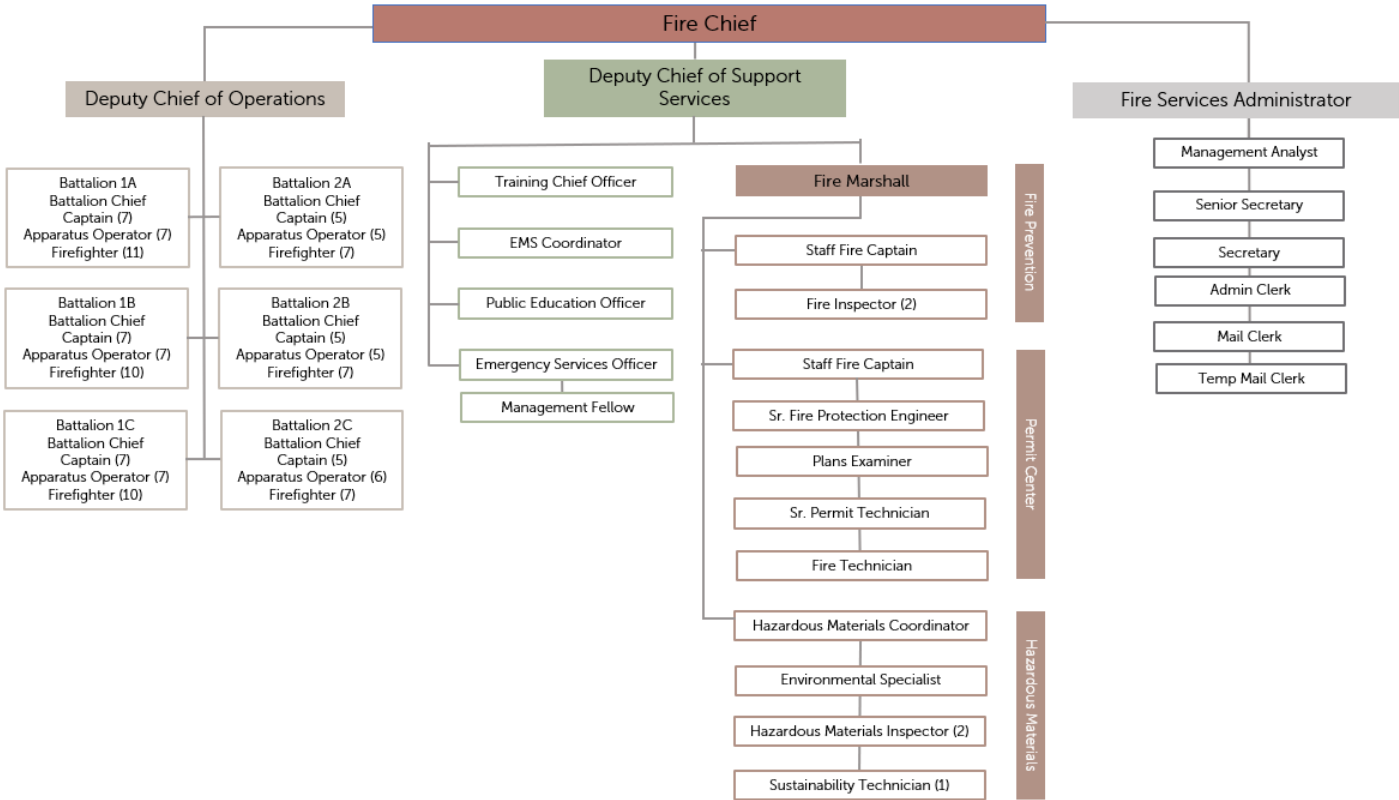 Fire Chief
Deputy Chief of Operations
Deputy Chief of Support
Services
Fire Services Administrator
Battalion 1A
Battalion Chief
Captain (7)
Apparatus Operator (7)
Firefighter (11)
Battalion 2A
Battalion Chief
Captain (5)
Apparatus Operator (5)
Firefighter (7)
Battalion 1B
Battalion Chief
Captain (7)
Apparatus Operator (7)
Firefighter (10)
Battalion 2B
Battalion Chief
Captain (5)
Apparatus Operator (5)
Firefighter (7)
Battalion 1C
Battalion Chief
Captain (7)
Apparatus Operator (7)
Firefighter (10)
Battalion 2C
Battalion Chief
Captain (5)
Apparatus Operator (6)
Firefighter (7)
Training Chief Officer
EMS Coordinator
Public Education Officer
Emergency Services Officer
Management Fellow
Fire Marshall
Fire Prevention
Staff Fire Captain
Fire Inspector (2)
Permit Center
Staff Fire Captain
Sr. Fire Protection Engineer
Plans Examiner
Sr. Permit Technician
Fire Technician
Hazardous Materials
Hazardous Materials Coordinator
Environmental Specialist
Hazardous Materials Inspector (2)
Sustainability Technician (1)
Management Analyst
Senior Secretary
Secretary
Admin Clerk
Mail Clerk
Temp Mail Clerk